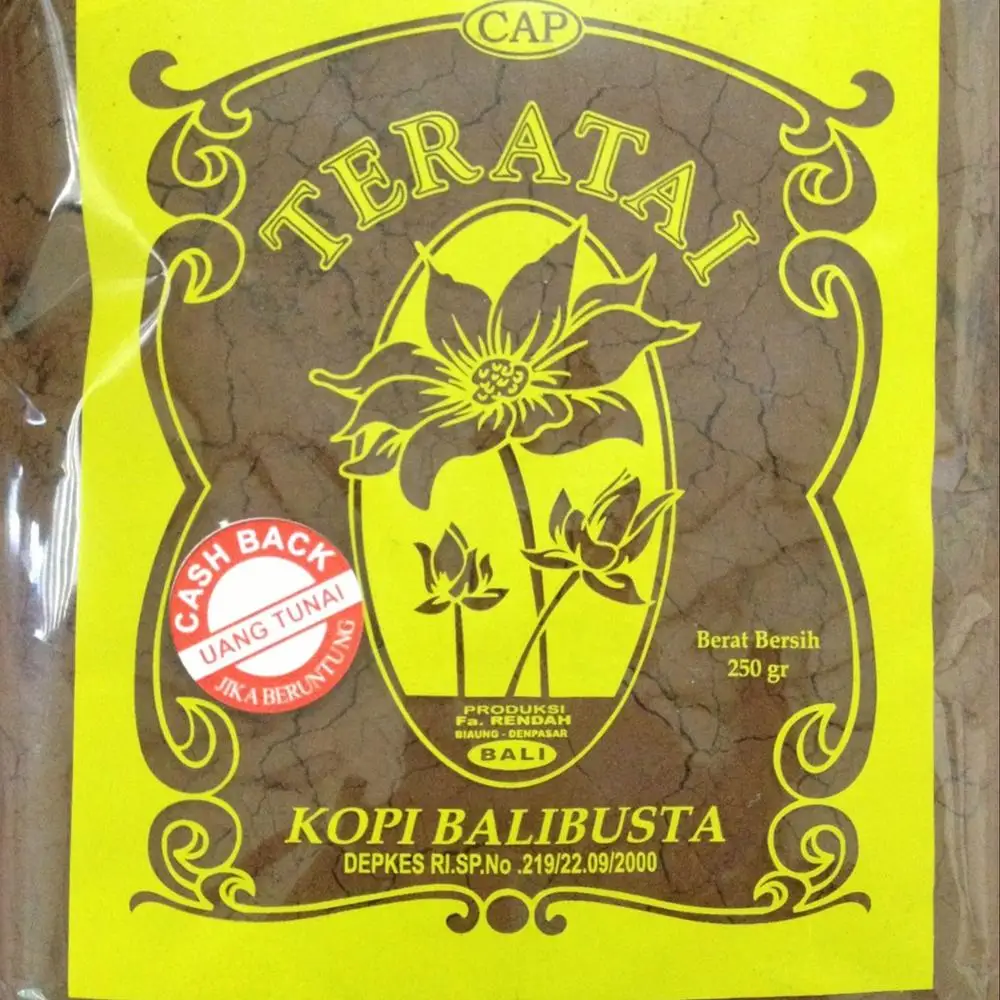 CAP
TERATAI
CASH BACK
UANG TUNAI
JIKA BERUNTUNG
Berat Bersih
250 gr
PRODUKSI
Fa. RENDAH
BIAUNG - DENPASAR
BALI
KOPI BALIBUSTA
DEPKES RI.SP.No .219/22.09/2000